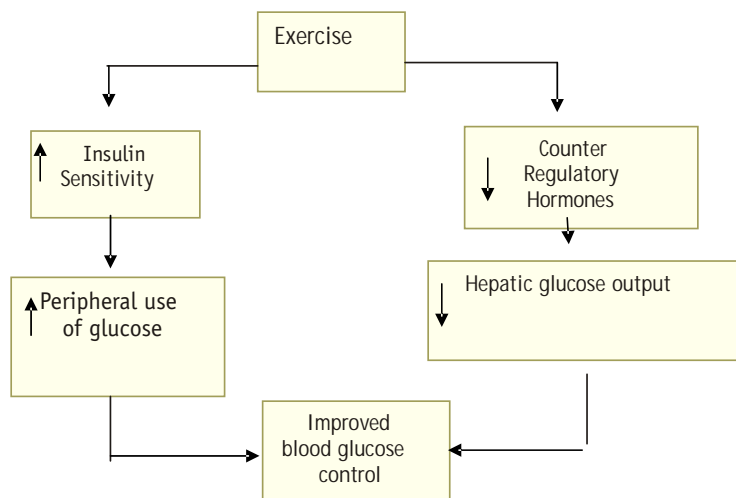 Exercise
Insulin
Sensitivity
Counter
Regulatory
Hormones
Peripheral use
of glucose
Hepatic glucose output
Improved
blood glucose
control